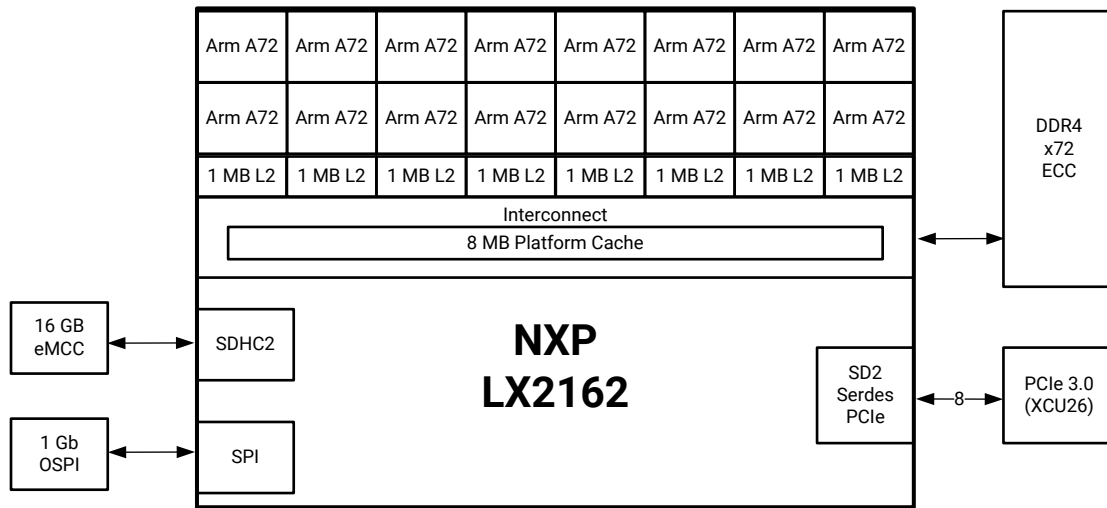 Arm A72 Arm A72 Arm A72 Arm A72 Arm A72 Arm A72 Arm A72 Arm A72
Arm A72 Arm A72 Arm A72 Arm A72 Arm A72 Arm A72 Arm A72 Arm A72
1 MB L2 1 MB L2 1 MB L2 1 MB L2 1 MB L2 1 MB L2 1 MB L2 1 MB L2
Interconnect
8 MB Platform Cache
DDR4
x72
ECC
16 GB
eMCC
SDHC2
NXP
LX2162
1 Gb
OSPI
SPI
SD2
Serdes
PCIe
8
PCIe 3.0
(XCU26)